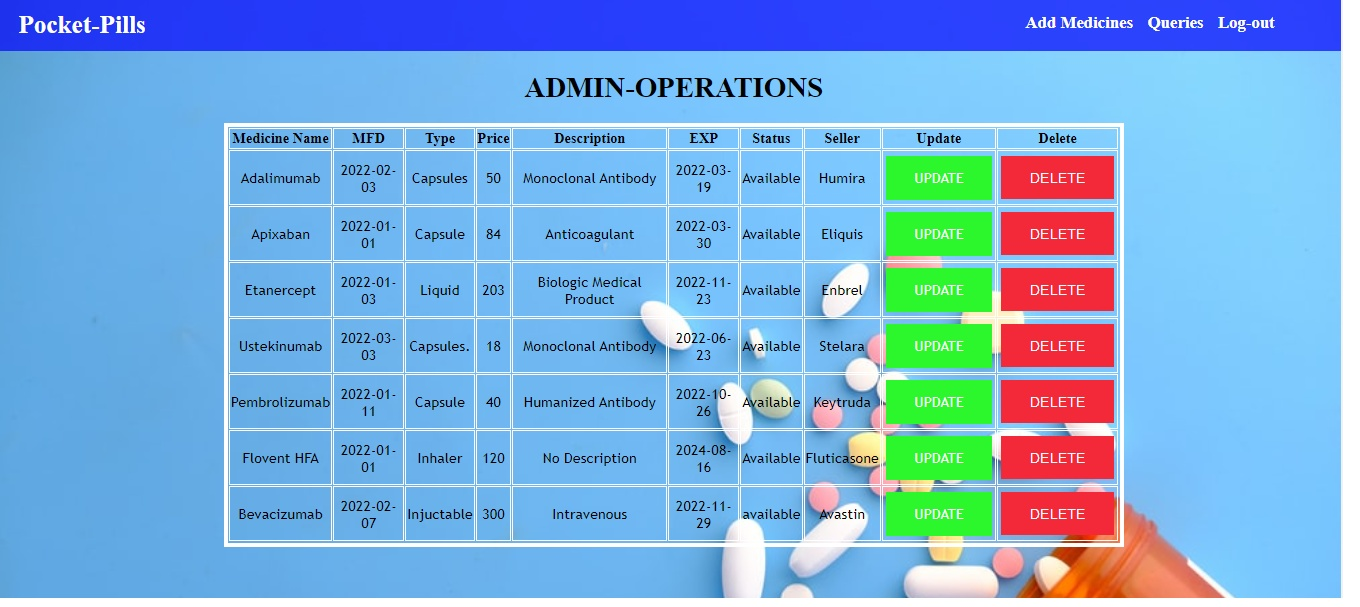 Pocket-Pills
Add Medicines Queries Log-out
ADMIN-OPERATIONS
Medicine Name MFD Type Price Description EXP Status Seller Update Delete
Adalimumab 2022-02-03 Capsules 50 Monoclonal Antibody 2022-03-19 Available Humira UPDATE DELETE
Apixaban 2022-01-01 Capsule 84 Anticoagulant 2022-03-30 Available Eliquis UPDATE DELETE
Etanercept 2022-01-03 Liquid 203 Biologic Medical Product 2022-11-23 Available Enbrel UPDATE DELETE
Ustekinumab 2022-03-03 Capsules. 18 Monoclonal Antibody 2022-06-23 Available Stelara UPDATE DELETE
Pembrolizumab 2022-01-11 Capsule 40 Humanized Antibody 2022-10-26 Available Keytruda UPDATE DELETE
Flovent HFA 2022-01-01 Inhaler 120 No Description 2024-08-16 Available Fluticasone UPDATE DELETE
Bevacizumab 2022-02-07 Injuctable 300 Intravenous 2022-11-29 available Avastin UPDATE DELETE